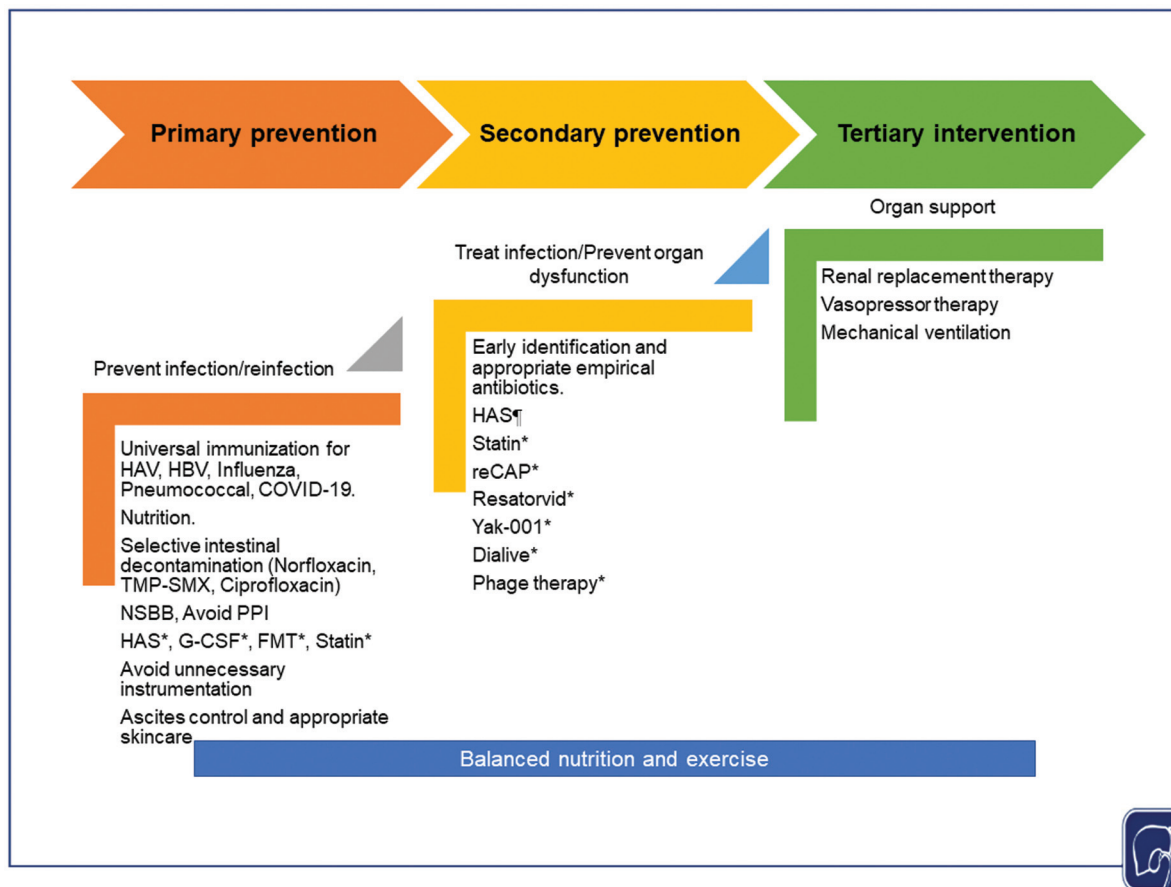 Primary prevention
Secondary prevention
Tertiary intervention
Prevent infection/reinfection
Universal immunization for
HAV, HBV, Influenza,
Pneumococcal, COVID-19.
Nutrition.
Selective intestinal
decontamination (Norfloxacin,
TMP-SMX, Ciprofloxacin)
NSBB, Avoid PPI
HAS*, G-CSF*, FMT*, Statin*
Avoid unnecessary
instrumentation
Ascites control and appropriate
skincare
Treat infection/Prevent organ
dysfunction
Early identification and
appropriate empirical
antibiotics.
HAS¶
Statin*
reCAP*
Resatorvid*
Yak-001*
Dialive*
Phage therapy*
Organ support
Renal replacement therapy
Vasopressor therapy
Mechanical ventilation
Balanced nutrition and exercise